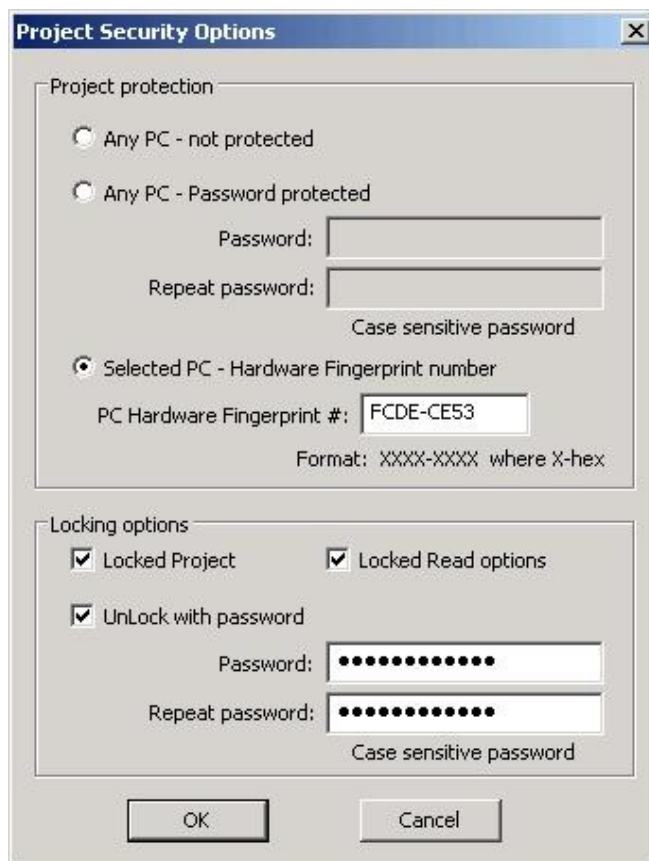 Project Security Options
Project protection
Any PC - not protected
Any PC - Password protected
Password:
Repeat password:
Case sensitive password
Selected PC - Hardware Fingerprint number
PC Hardware Fingerprint #: FCDE-CE53
Format: XXXX-XXXX where X-hex
Locking options
Locked Project Locked Read options
UnLock with password
Password: ●●●●●●●●●●●●
Repeat password: ●●●●●●●●●●●●
Case sensitive password
OK Cancel